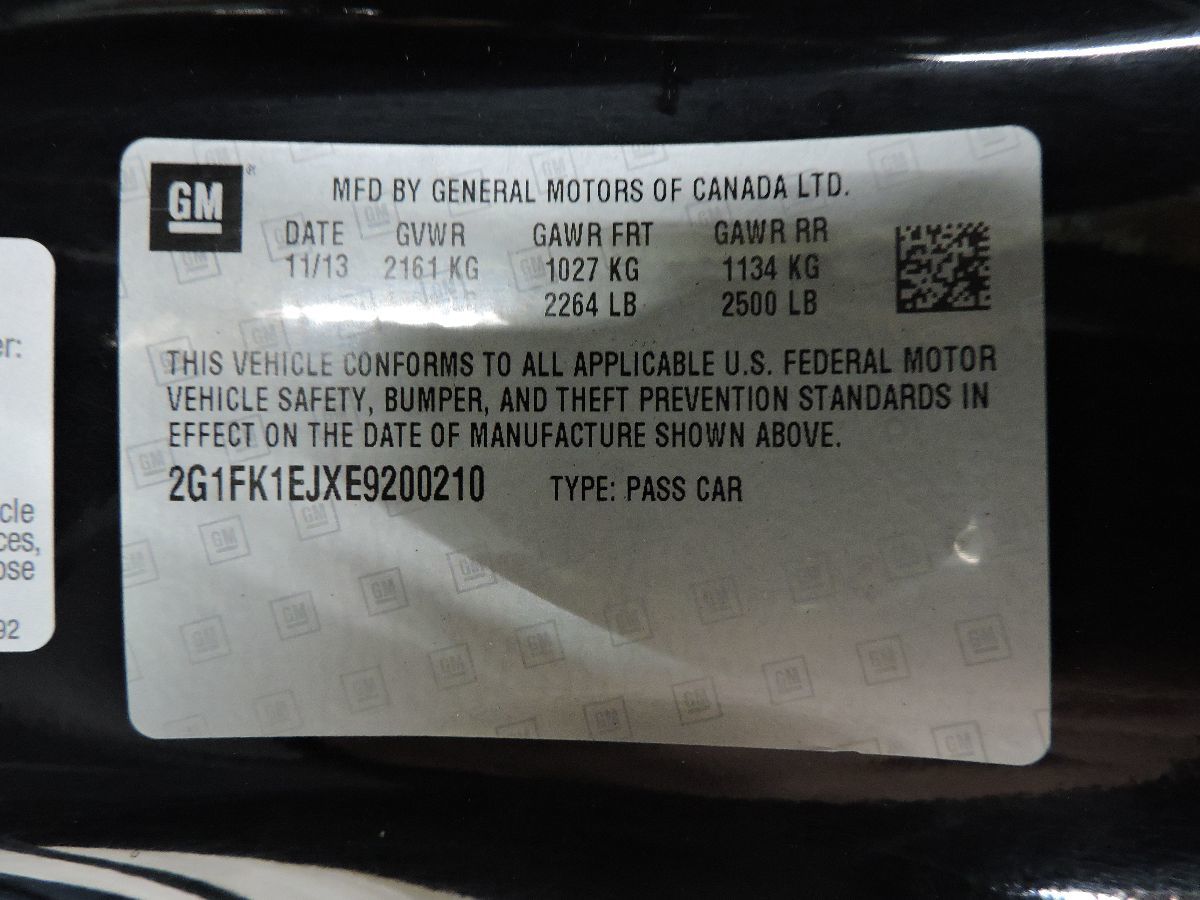 GM
MFD BY GENERAL MOTORS OF CANADA LTD.
DATE GVWR GAWR FRT GAWR RR
11/13 2161 KG 1027 KG 1134 KG
2264 LB 2500 LB
THIS VEHICLE CONFORMS TO ALL APPLICABLE U.S. FEDERAL MOTOR
VEHICLE SAFETY, BUMPER, AND THEFT PREVENTION STANDARDS IN
EFFECT ON THE DATE OF MANUFACTURE SHOWN ABOVE.
2G1FK1EJXE9200210 TYPE: PASS CAR